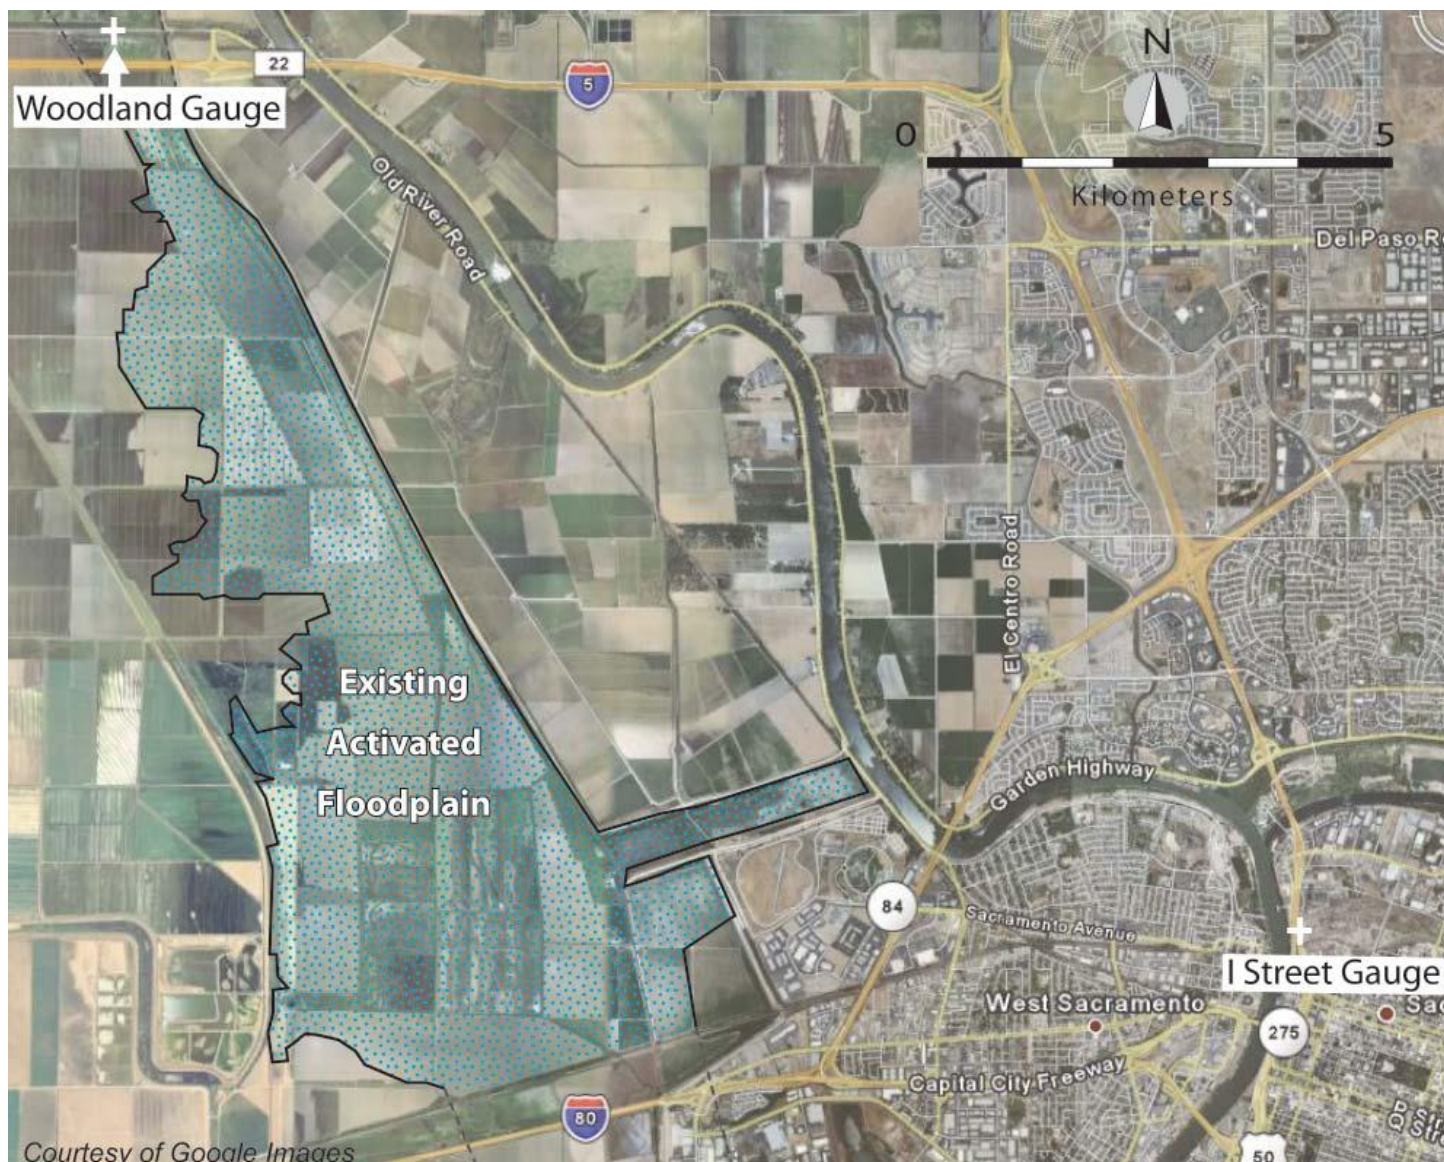 22
5
Woodland Gauge
N
0
5
Kilometers
Old River Road
Del Paso R
El Centro Road
Existing
Activated
Floodplain
Garden Highway
84
Sacramento Avenue
I Street Gauge
West Sacramento
Sac
275
Capital City Freeway
80
50
Courtesy of Google Images